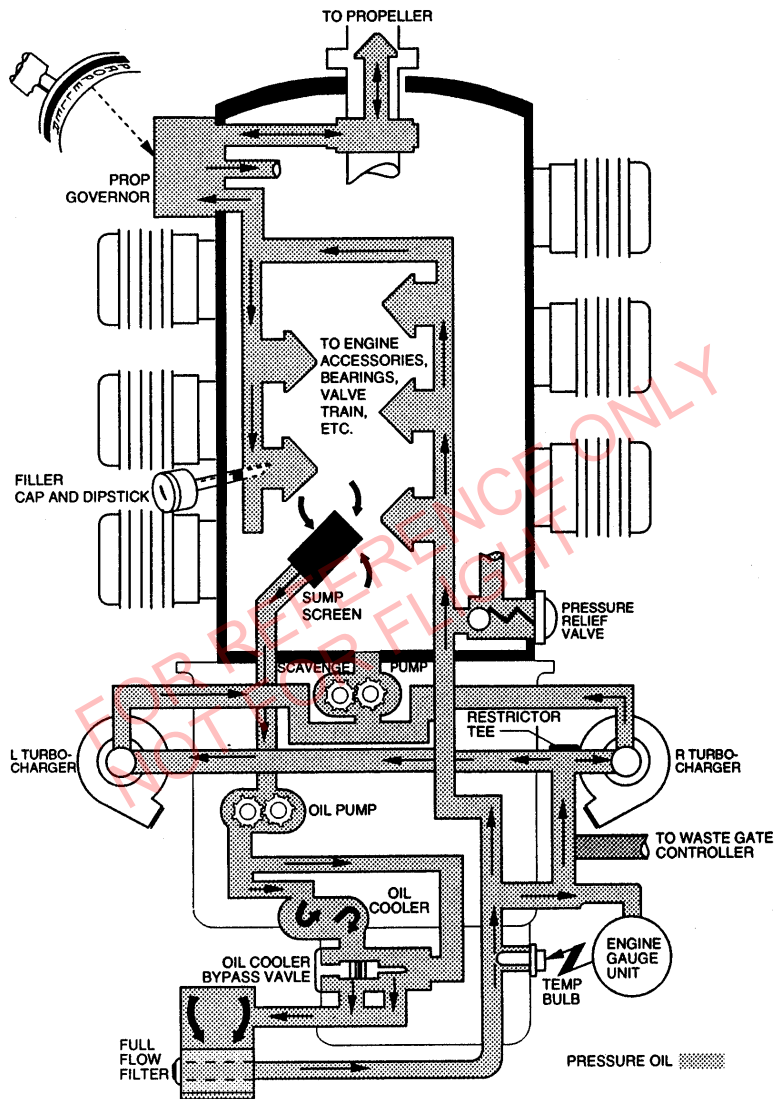 TO PROPELLER
PROPELLER
PROP
GOVERNOR
TO ENGINE
ACCESSORIES,
BEARINGS,
VALVE
TRAIN,
ETC.
FILLER
CAP AND DIPSTICK
SUMP
SCREEN
PRESSURE
RELIEF
VALVE
SCAVENGE PUMP
RESTRICTOR
TEE
L TURBO-
CHARGER
R TURBO-
CHARGER
OIL PUMP
TO WASTE GATE
CONTROLLER
OIL
COOLER
OIL COOLER
BYPASS VAVLE
ENGINE
GAUGE
UNIT
TEMP
BULB
FULL
FLOW
FILTER
PRESSURE OIL
FOR REFERENCE ONLY
NOT FOR FLIGHT